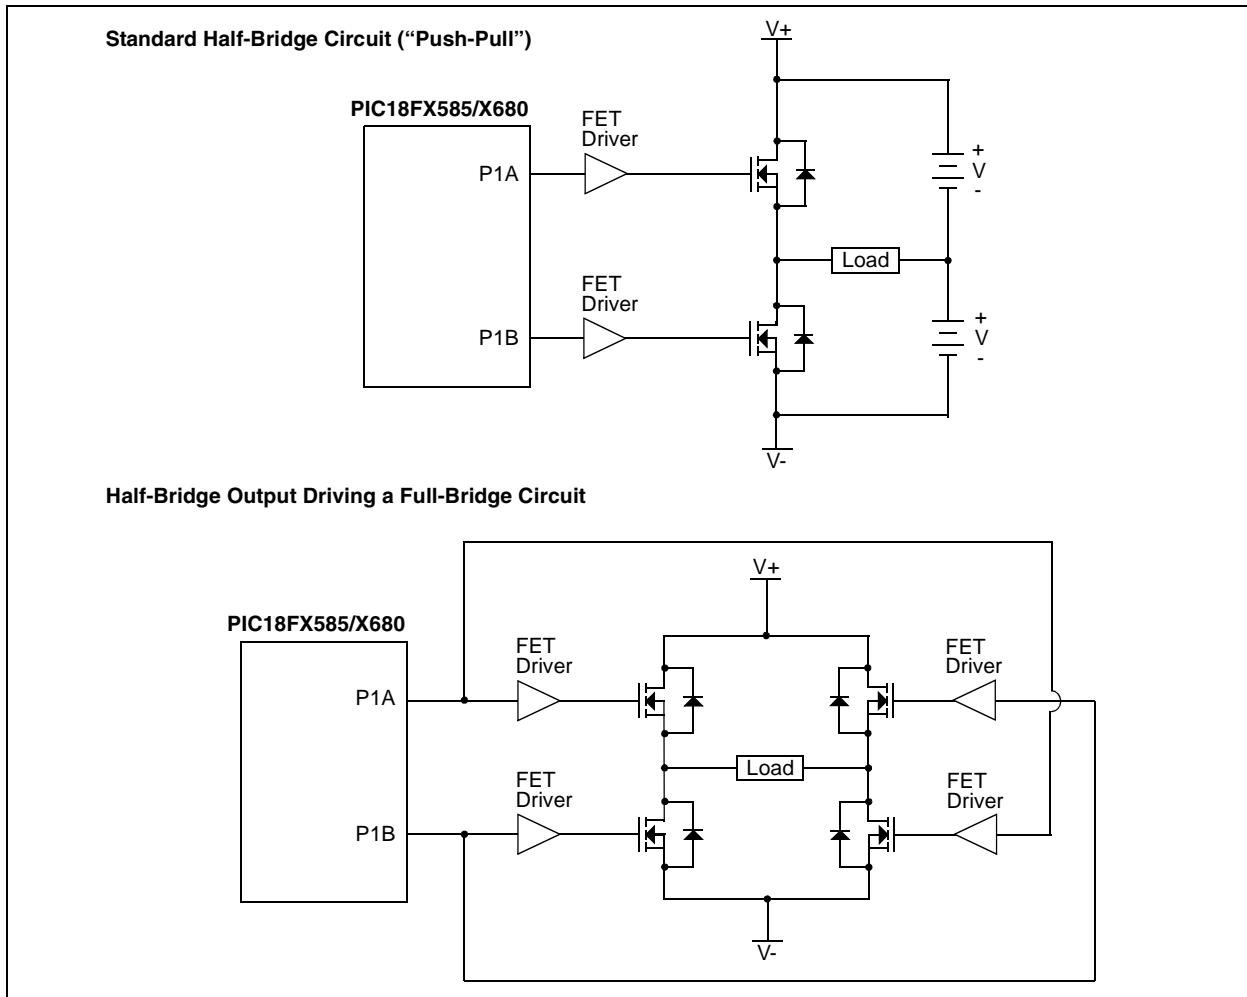 Standard Half-Bridge Circuit (“Push-Pull”)
V+
PIC18FX585/X680
FET
Driver
P1A
+
V
-
Load
FET
Driver
P1B
+
V
-
V-
Half-Bridge Output Driving a Full-Bridge Circuit
V+
PIC18FX585/X680
FET
Driver
FET
Driver
P1A
Load
FET
Driver
FET
Driver
P1B
V-